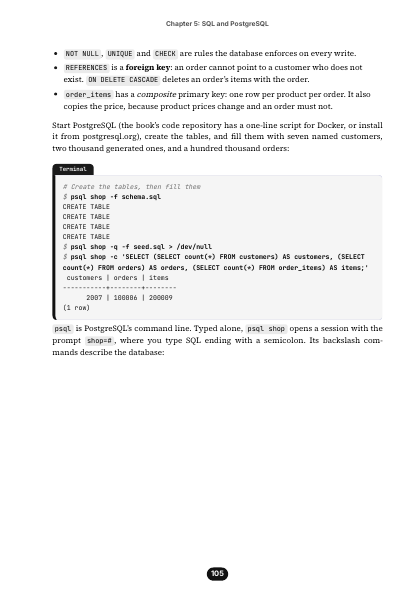 Chapter 5: SQL and PostgreSQL
• NOT NULL, UNIQUE and CHECK are rules the database enforces on every write.
• REFERENCES is a foreign key: an order cannot point to a customer who does not
exist. ON DELETE CASCADE deletes an order's items with the order.
• order_items has a composite primary key: one row per product per order. It also
copies the price, because product prices change and an order must not.
Start PostgreSQL (the book's code repository has a one-line script for Docker, or install
it from postgresql.org), create the tables, and fill them with seven named customers,
two thousand generated ones, and a hundred thousand orders:
Terminal
# Create the tables, then fill them
$ psql shop -f schema.sql
CREATE TABLE
CREATE TABLE
CREATE TABLE
CREATE TABLE
$ psql shop -q -f seed.sql > /dev/null
$ psql shop -c 'SELECT (SELECT count(*) FROM customers) AS customers, (SELECT
count(*) FROM orders) AS orders, (SELECT count(*) FROM order_items) AS items;'
customers | orders | items
-----------+--------+--------
2007 | 100006 | 200009
(1 row)
psql is PostgreSQL's command line. Typed alone, psql shop opens a session with the
prompt shop=#, where you type SQL ending with a semicolon. Its backslash com-
mands describe the database:
105